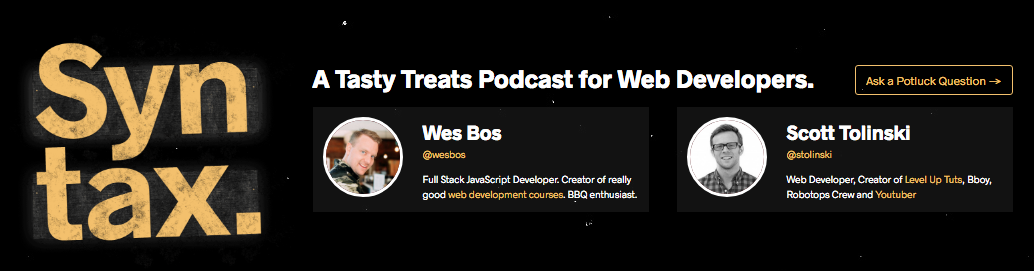 Syn
tax.
A Tasty Treats Podcast for Web Developers.
Ask a Potluck Question →
Wes Bos
@wesbos
Full Stack JavaScript Developer. Creator of really
good web development courses. BBQ enthusiast.
Scott Tolinski
@stolinski
Web Developer, Creator of Level Up Tuts, Bboy,
Robotops Crew and Youtuber